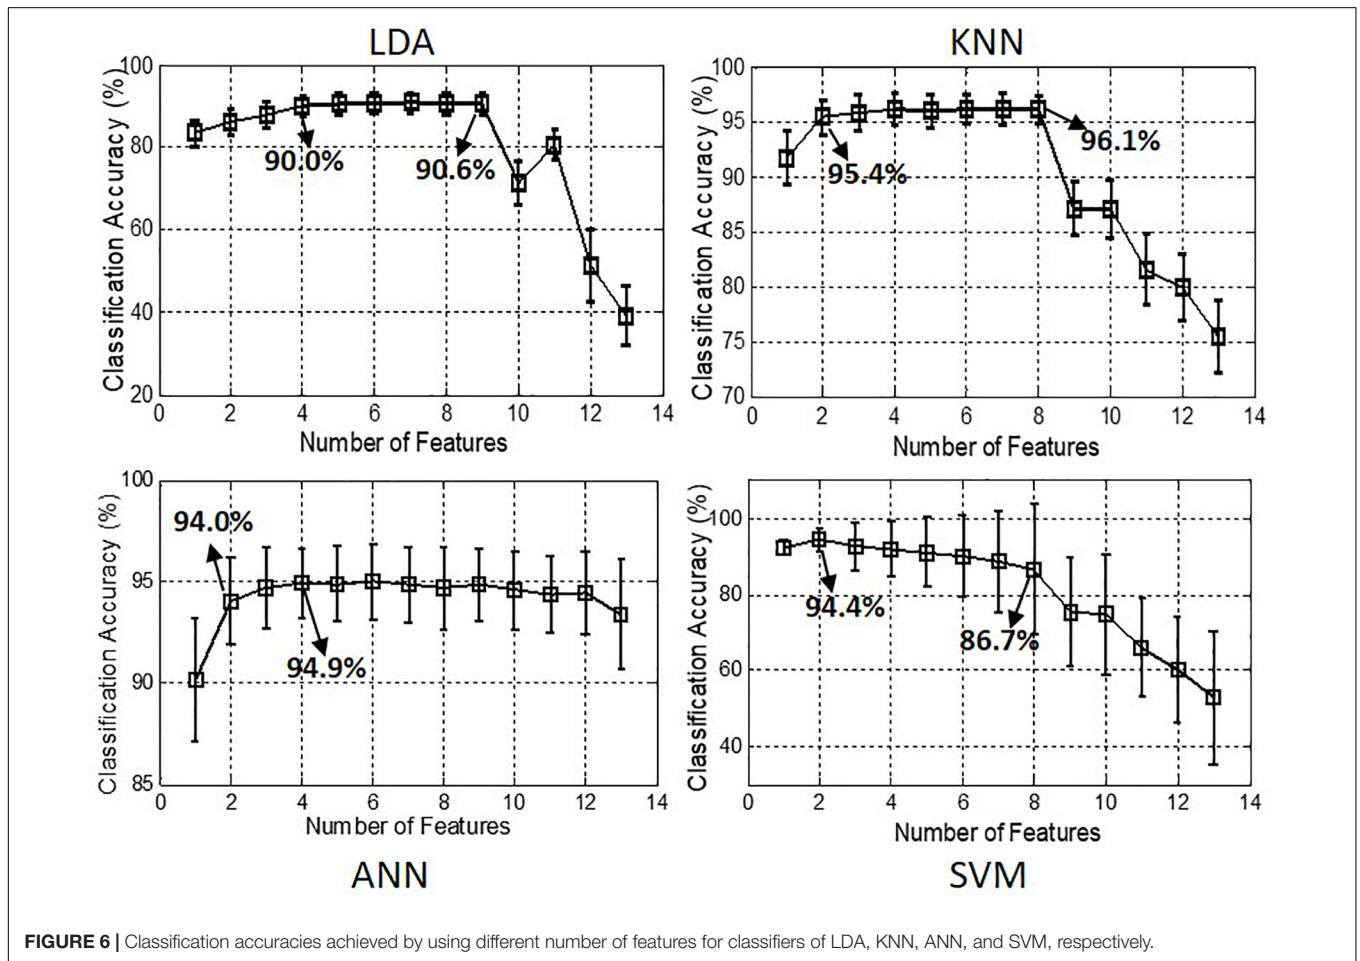 LDA
Classification Accuracy (%)
100
80
60
40
20
90.0%
90.6%
0 2 4 6 8 10 12 14
Number of Features
KNN
Classification Accuracy (%)
100
95
90
85
80
75
70
95.4%
96.1%
0 2 4 6 8 10 12 14
Number of Features
Classification Accuracy (%)
100
95
90
85
94.0%
94.9%
0 2 4 6 8 10 12 14
Number of Features
ANN
Classification Accuracy (%)
100
80
60
40
94.4%
86.7%
0 2 4 6 8 10 12 14
Number of Features
SVM
FIGURE 6 | Classification accuracies achieved by using different number of features for classifiers of LDA, KNN, ANN, and SVM, respectively.